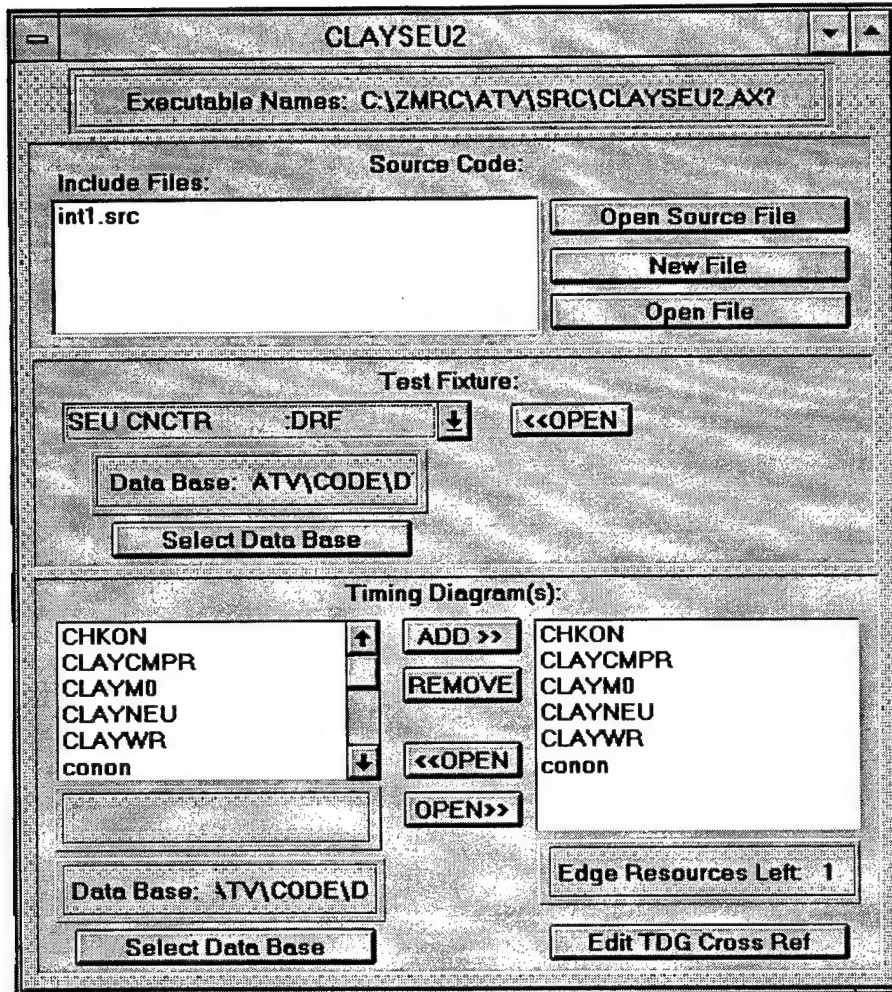 CLAYSEU2
Executable Names: C:\ZMRC\ATV\SRC\CLAYSEU2.AX?
Source Code:
Include Files:
int1.src
Open Source File
New File
Open File
Test Fixture:
SEU CNCTR :DRF
<<OPEN
Data Base: ATV\CODE\D
Select Data Base
Timing Diagram(s):
CHKON
CLAYCMPR
CLAYM0
CLAYNEU
CLAYWR
conon
ADD >>
REMOVE
<<OPEN
OPEN>>
CHKON
CLAYCMPR
CLAYM0
CLAYNEU
CLAYWR
conon
Data Base: ATV\CODE\D
Select Data Base
Edge Resources Left: 1
Edit TDG Cross Ref